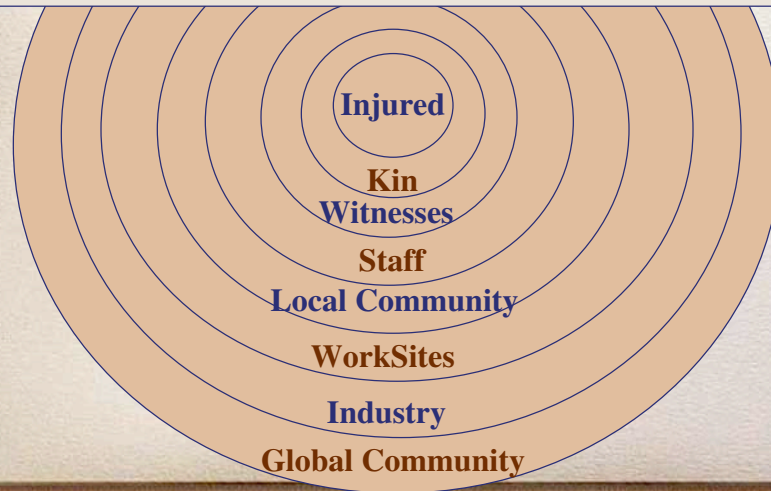 Injured
Kin
Witnesses
Staff
Local Community
WorkSites
Industry
Global Community